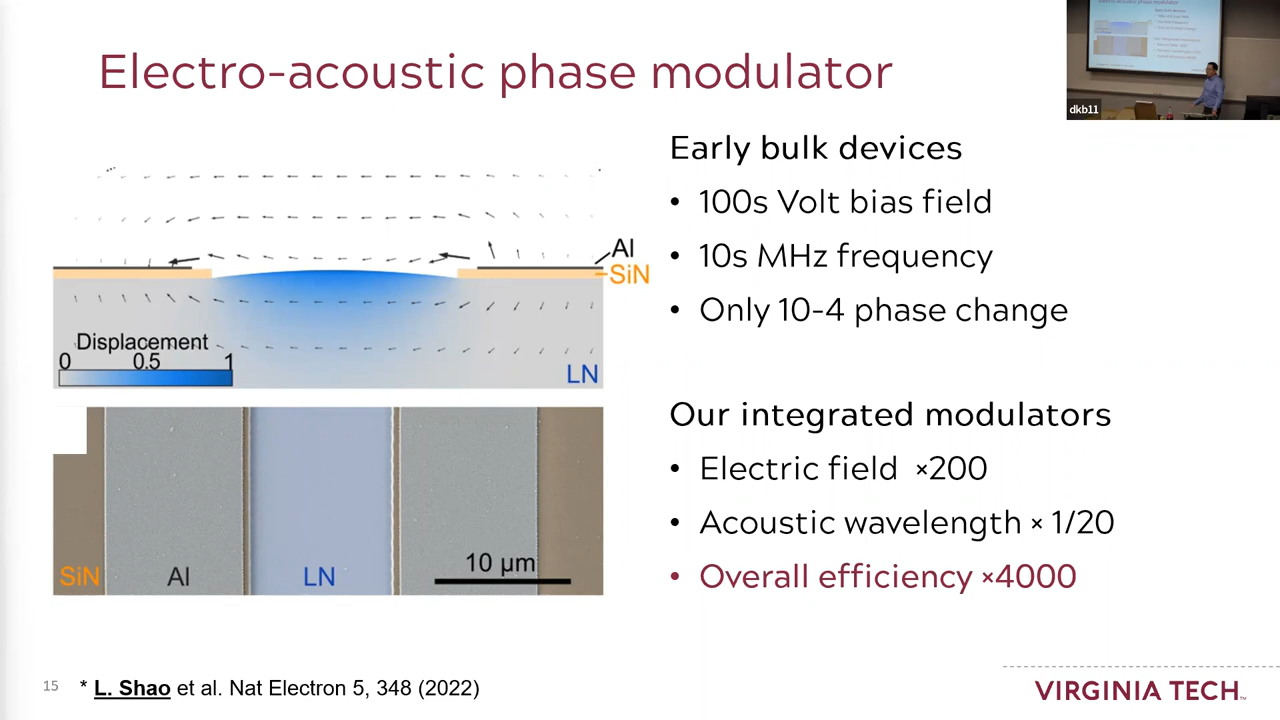 Electro-acoustic phase modulator
dkb11
Al
SiN
Displacement
0 0.5 1
LN
SiN Al LN 10 μm
Early bulk devices
• 100s Volt bias field
• 10s MHz frequency
• Only 10-4 phase change
Our integrated modulators
• Electric field ×200
• Acoustic wavelength × 1/20
• Overall efficiency ×4000
15 * L. Shao et al. Nat Electron 5, 348 (2022)
VIRGINIA TECH™